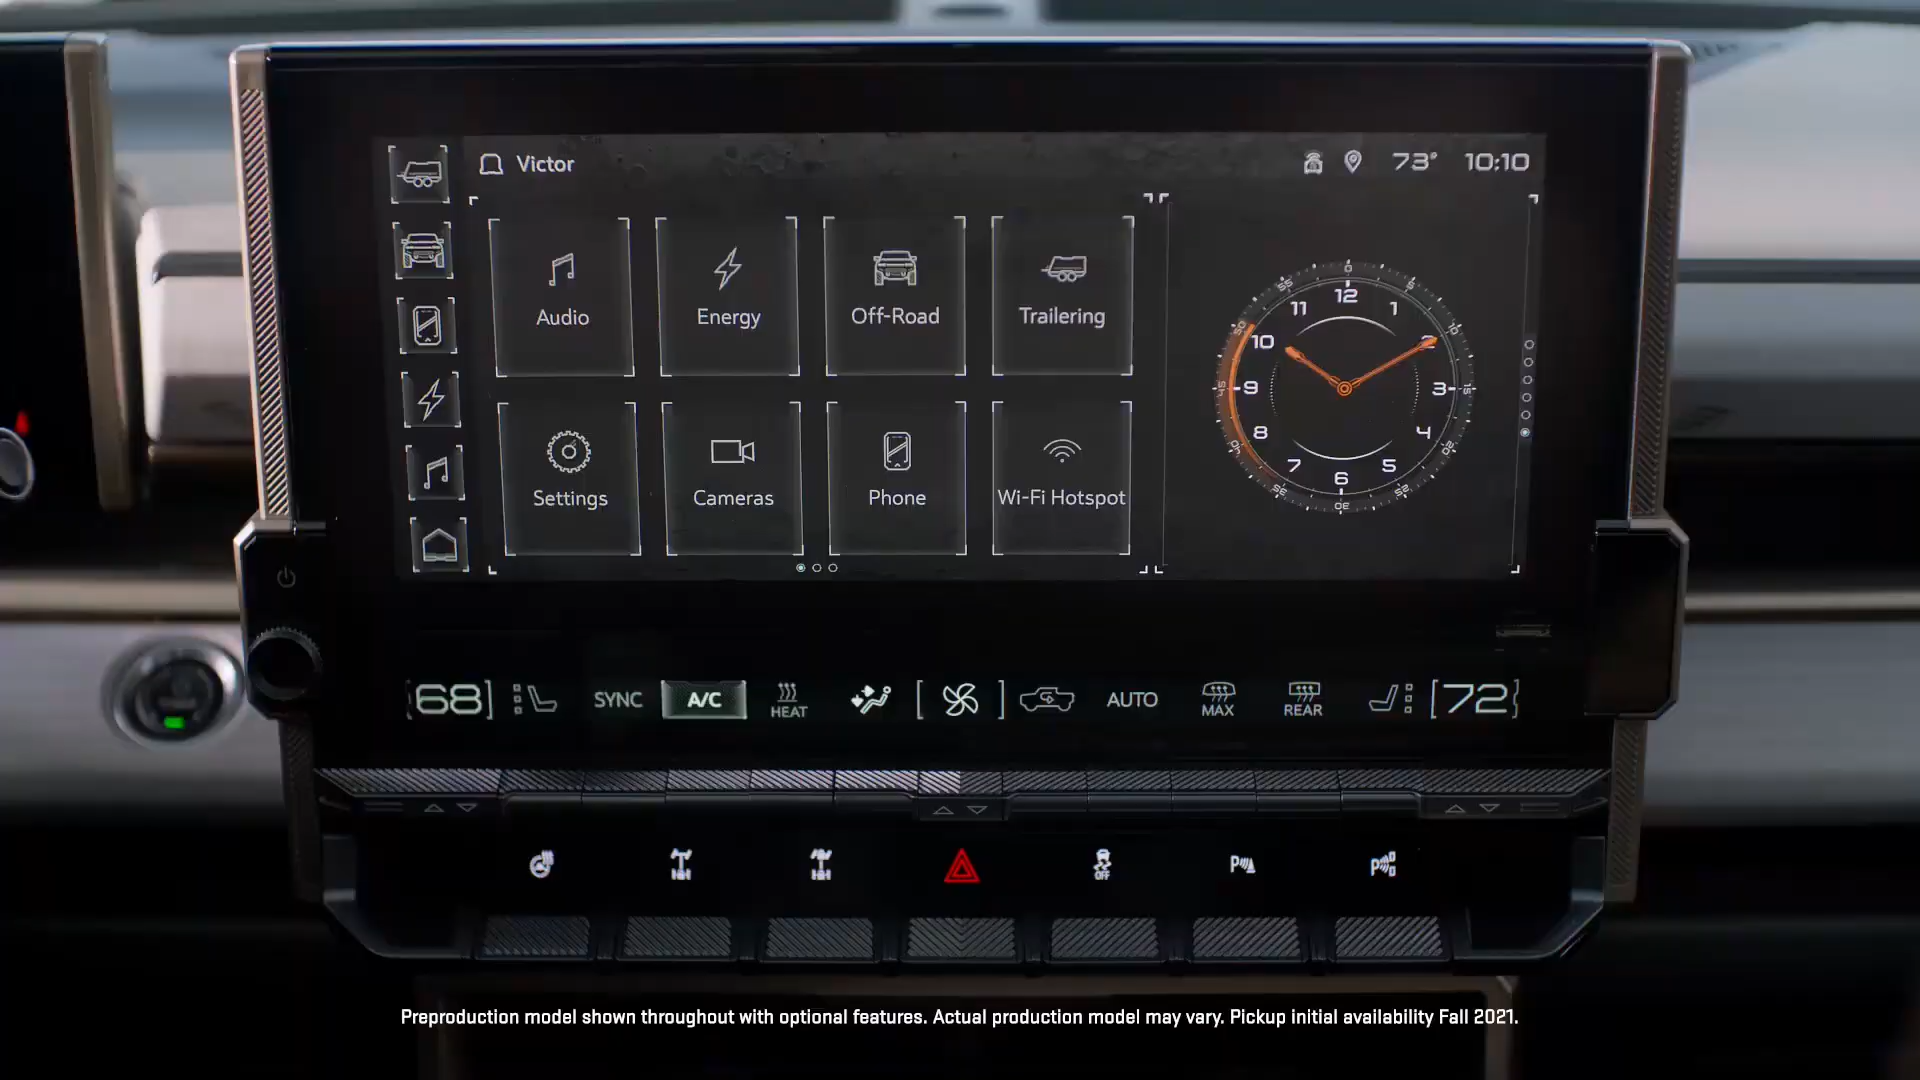 Victor
73° 10:10
Audio
Energy
Off-Road
Trailering
Settings
Cameras
Phone
Wi-Fi Hotspot
12
1
3
4
5
6
7
8
9
10
11
68
SYNC
A/C
HEAT
AUTO
MAX
REAR
72
OFF
P
P
Preproduction model shown throughout with optional features. Actual production model may vary. Pickup initial availability Fall 2021.